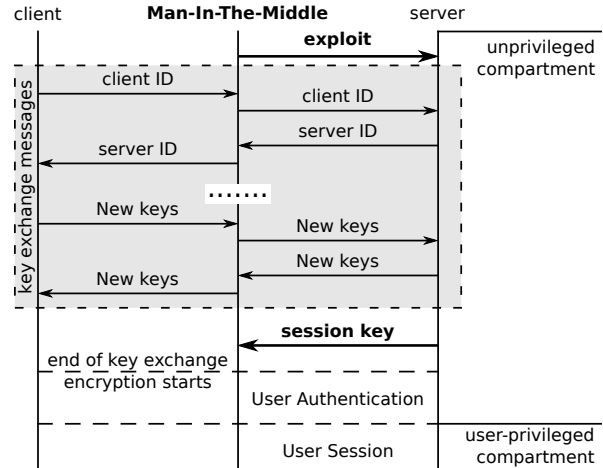 client
Man-In-The-Middle
server
exploit
unprivileged
compartment
key exchange messages
client ID
client ID
server ID
server ID
.......
New keys
New keys
New keys
New keys
session key
end of key exchange
encryption starts
User Authentication
user-privileged
compartment
User Session